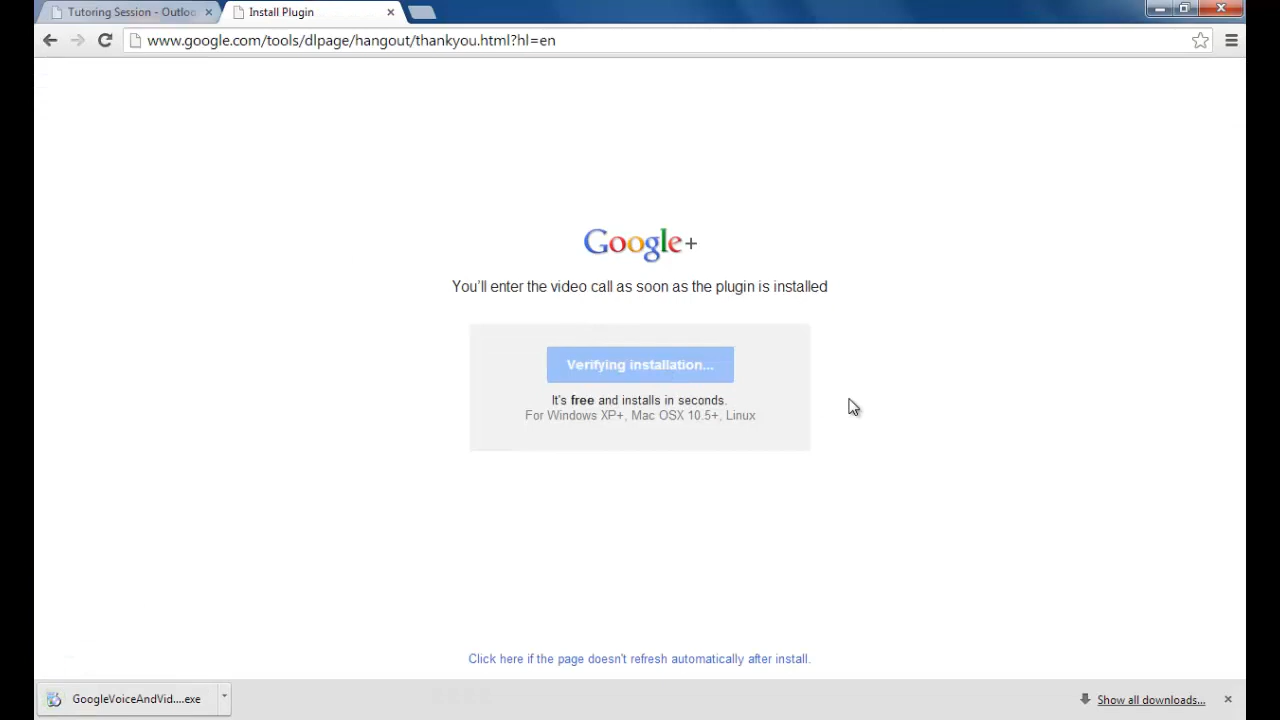 Tutoring Session - Outloo
Install Plugin
www.google.com/tools/dlpage/hangout/thankyou.html?hl=en
Google+
You'll enter the video call as soon as the plugin is installed
Verifying installation...
It's free and installs in seconds.
For Windows XP+, Mac OSX 10.5+, Linux
Click here if the page doesn't refresh automatically after install.
GoogleVoiceAndVid....exe
Show all downloads...